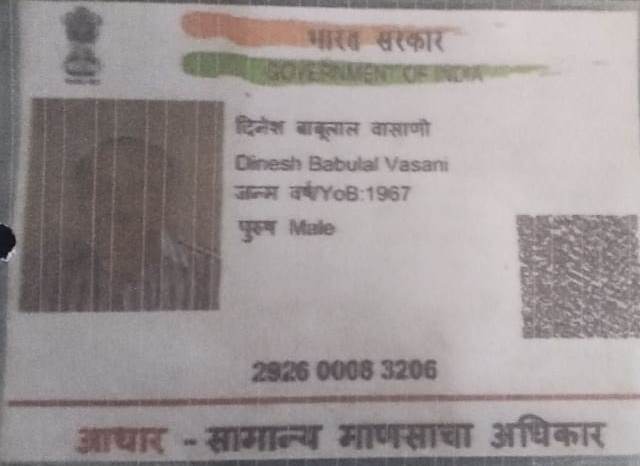 भारत सरकार
GOVERNMENT OF INDIA
दिनेश बाबूलाल वासाणी
Dinesh Babulal Vasani
जन्म वर्ष/YoB:1967
पुरुष Male
2926 0008 3206
आधार - सामान्य माणसाचा अधिकार